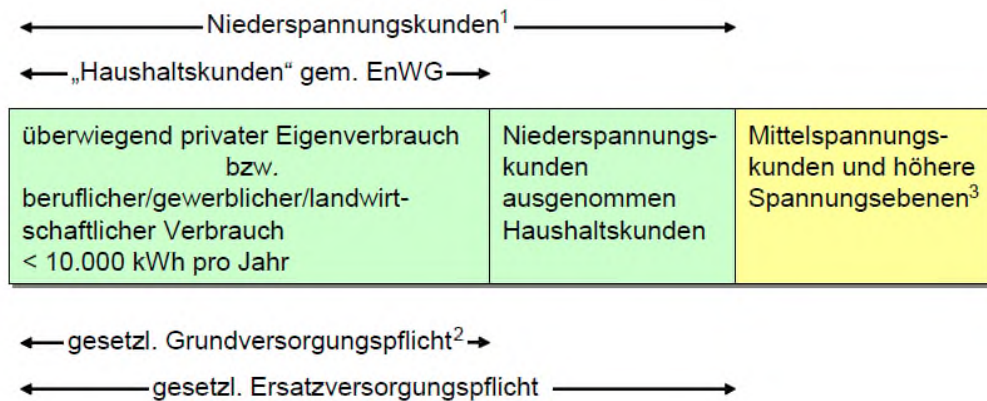 Niederspannungskunden¹
„Haushaltskunden“ gem. EnWG
überwiegend privater Eigenverbrauch
bzw.
beruflicher/gewerblicher/landwirt-
schaftlicher Verbrauch
< 10.000 kWh pro Jahr
Niederspannungs-
kunden
ausgenommen
Haushaltskunden
Mittelspannungs-
kunden und höhere
Spannungsebenen³
gesetzl. Grundversorgungspflicht²
gesetzl. Ersatzversorgungspflicht